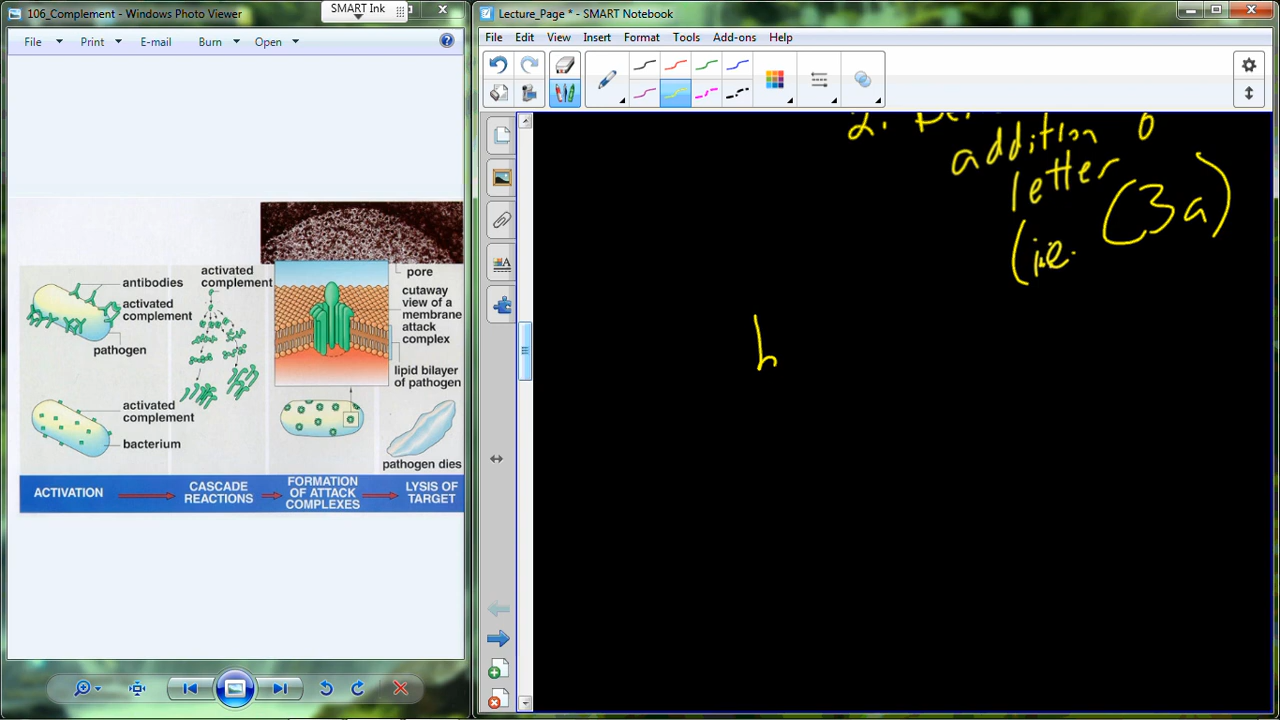 106_Complement - Windows Photo Viewer
SMART Ink
File Print E-mail Burn Open
antibodies
activated
complement
pathogen
activated
complement
bacterium
activated
complement
pore
cutaway
view of a
membrane
attack
complex
lipid bilayer
of pathogen
pathogen dies
ACTIVATION
CASCADE
REACTIONS
FORMATION
OF ATTACK
COMPLEXES
LYSIS OF
TARGET
Lecture_Page * - SMART Notebook
File Edit View Insert Format Tools Add-ons Help
2.
addition o
letter
(i.e. (3a)
h